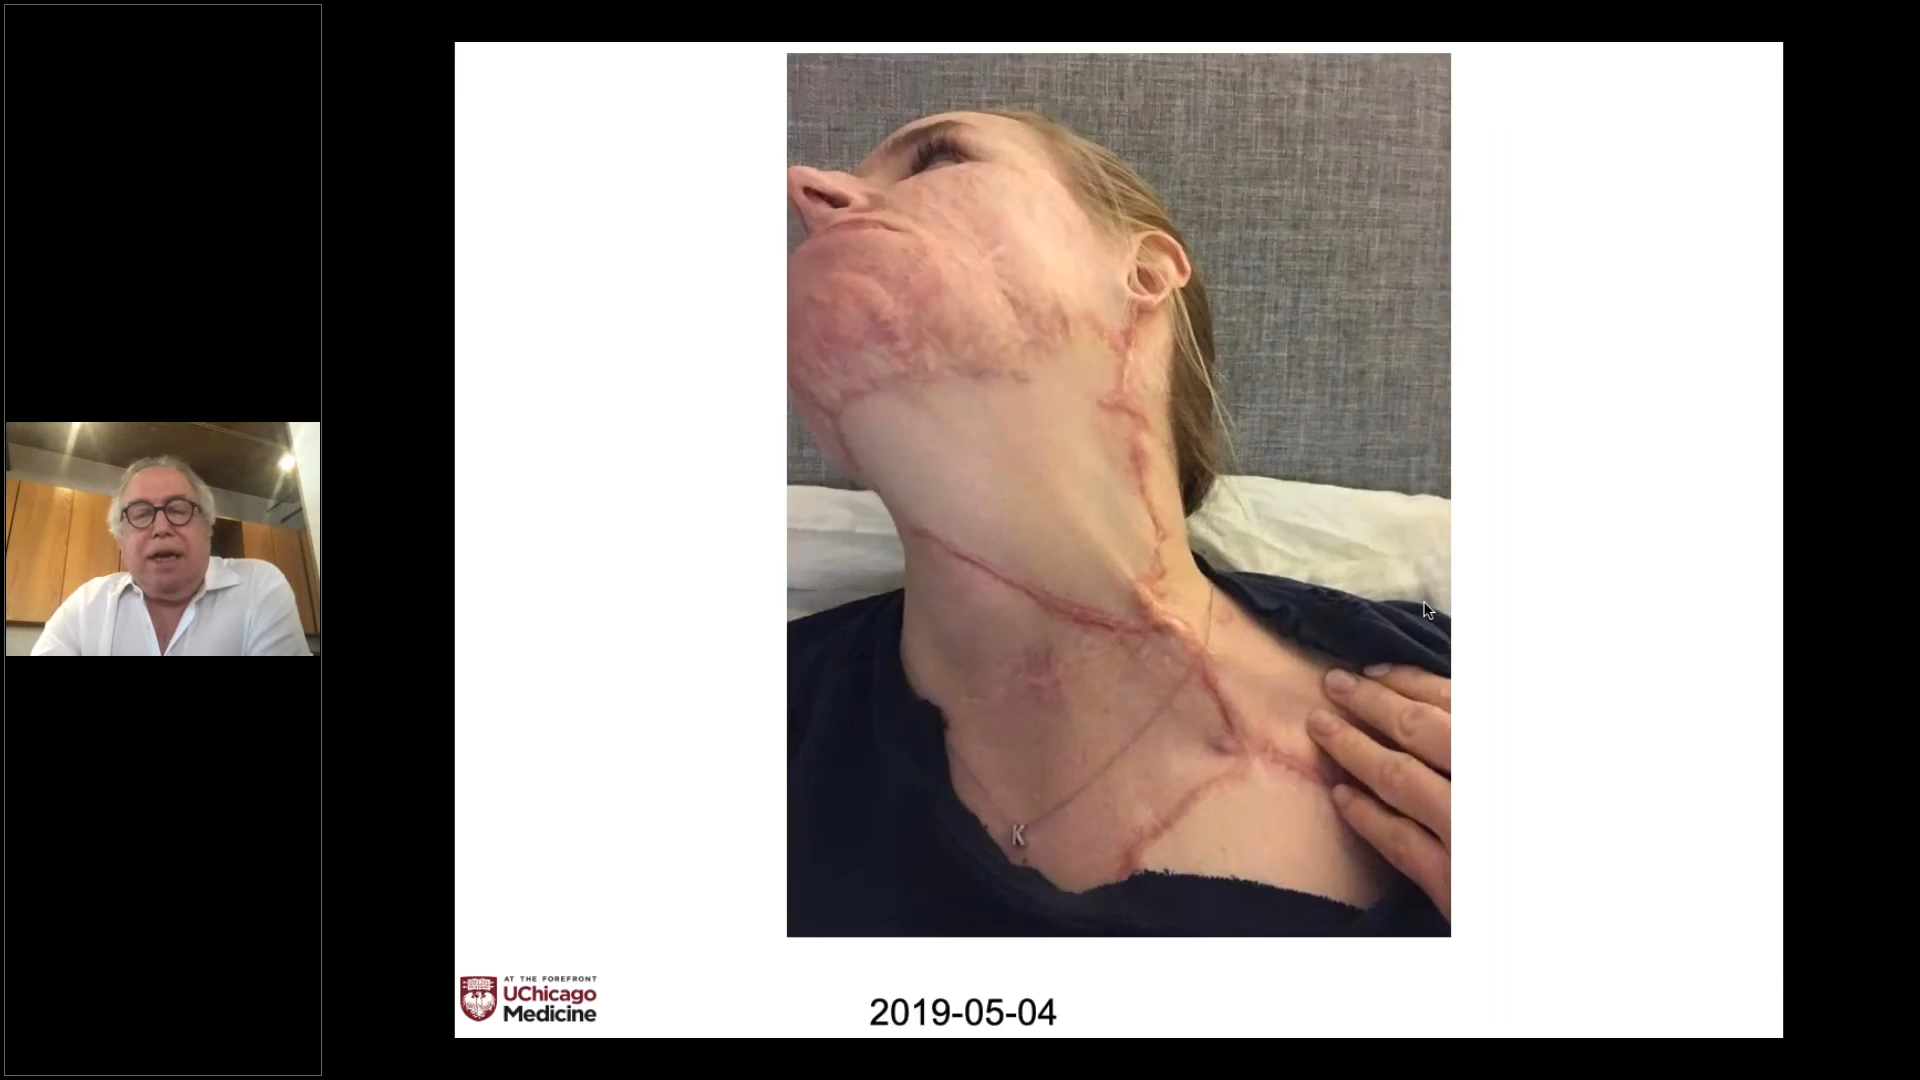 K
AT THE FOREFRONT
UChicago
Medicine
2019-05-04